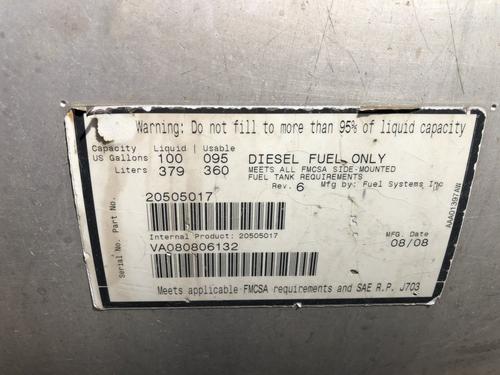 Warning: Do not fill to more than 95% of liquid capacity
Capacity Liquid | Usable
US Gallons 100 095
Liters 379 360
DIESEL FUEL ONLY
MEETS ALL FMCSA SIDE-MOUNTED
FUEL TANK REQUIREMENTS
Rev. 6 Mfg by: Fuel Systems Inc
Part No.
20505017
Internal Product: 20505017
Serial No.
VA080806132
MFG. Date
08/08
Meets applicable FMCSA requirements and SAE R.P. J703